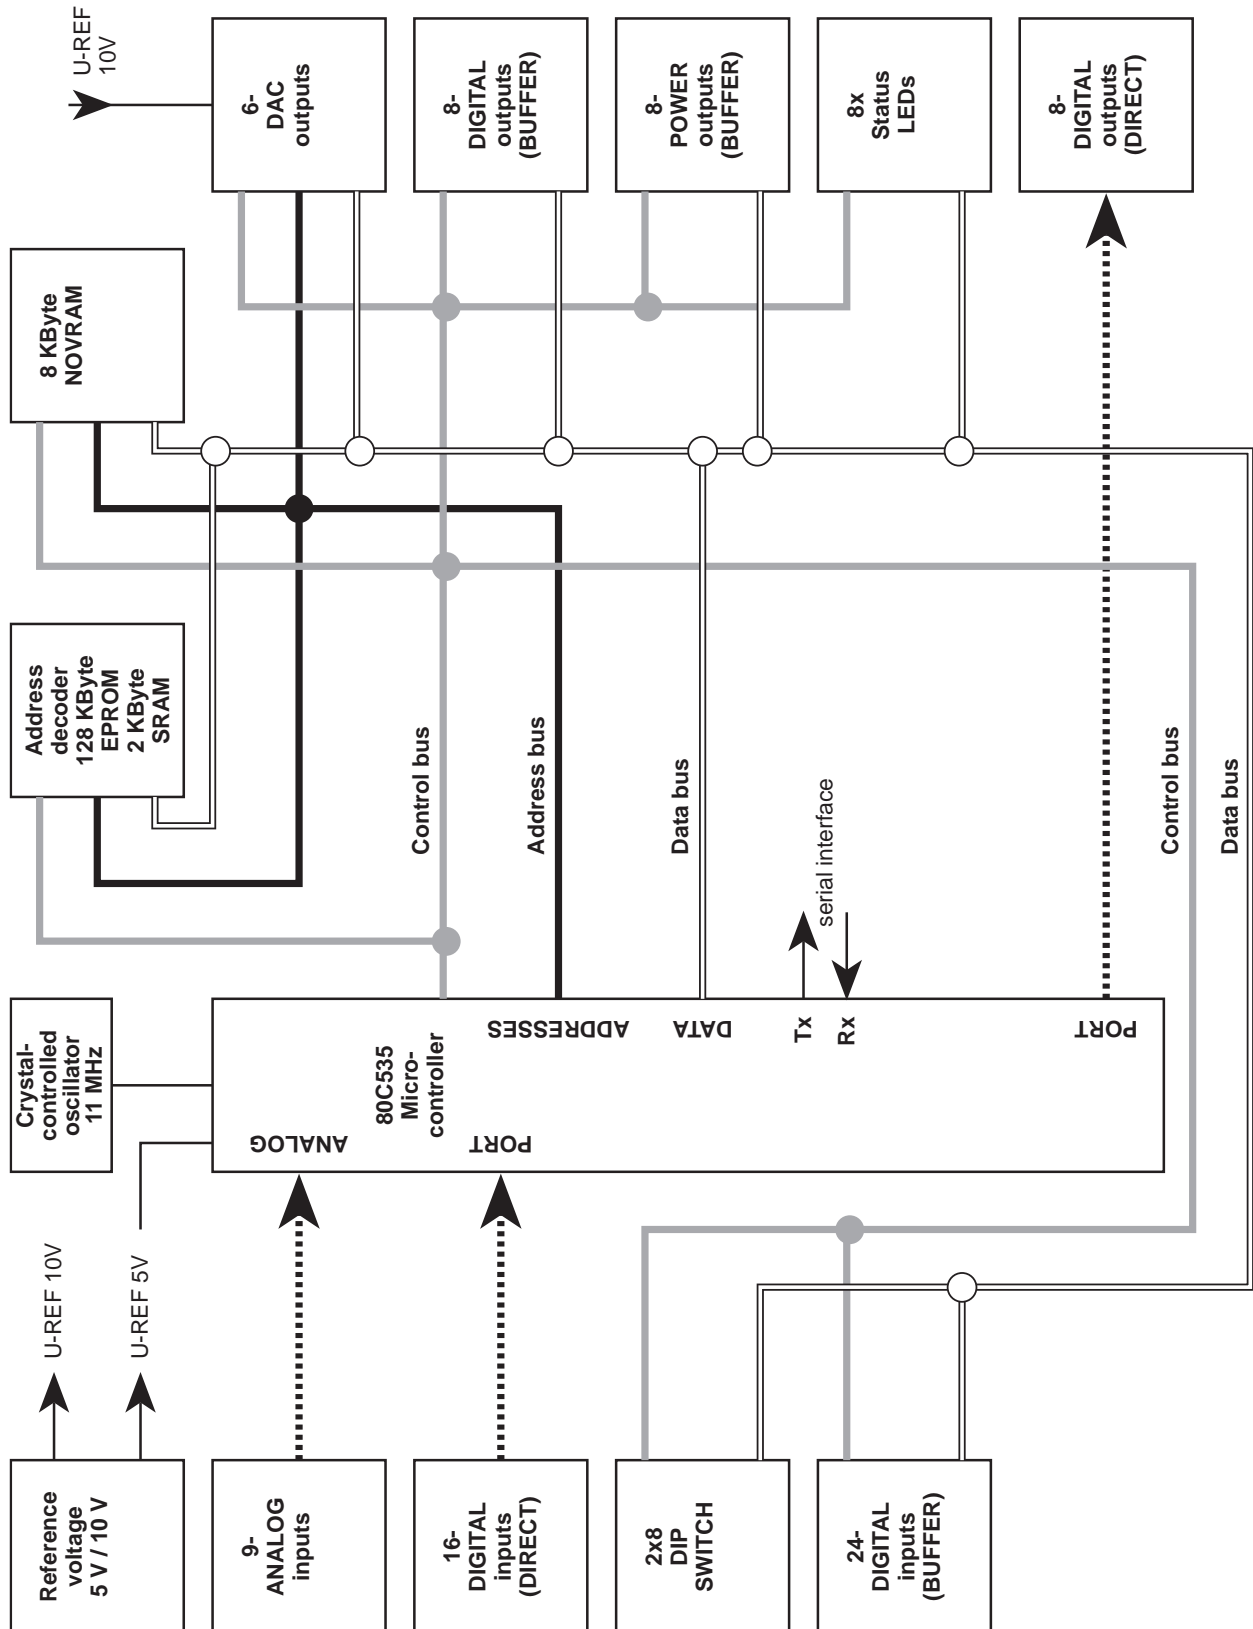 Reference
voltage
5 V / 10 V
U-REF 10V
U-REF 5V
Crystal-
controlled
oscillator
11 MHz
Address
decoder
128 KByte
EPROM
2 KByte
SRAM
8 KByte
NOVRAM
U-REF
10V
9-
ANALOG
inputs
16-
DIGITAL
inputs
(DIRECT)
2x8
DIP
SWITCH
24-
DIGITAL
inputs
(BUFFER)
ANALOG
PORT
80C535
Micro-
controller
ADDRESSES
DATA
Tx
Rx
PORT
serial interface
Control bus
Address bus
Data bus
Control bus
Data bus
6-
DAC
outputs
8-
DIGITAL
outputs
(BUFFER)
8-
POWER
outputs
(BUFFER)
8x
Status
LEDs
8-
DIGITAL
outputs
(DIRECT)